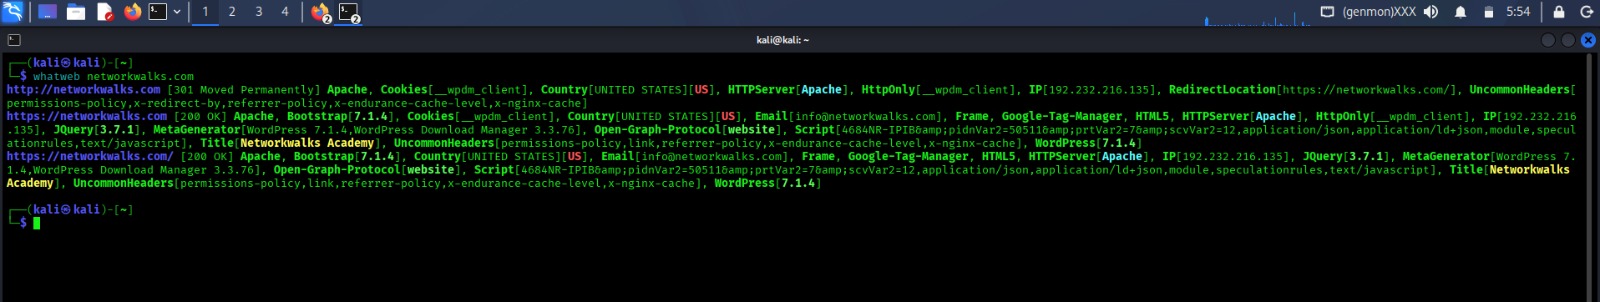 1 2 3 4 2 2 (genmon)XXX 5:54
kali@kali: ~
┌──(kali㉿kali)-[~]
└─$ whatweb networkwalks.com
http://networkwalks.com [301 Moved Permanently] Apache, Cookies[__wpdm_client], Country[UNITED STATES][US], HTTPServer[Apache], HttpOnly[__wpdm_client], IP[192.232.216.135], RedirectLocation[https://networkwalks.com/], UncommonHeaders[
permissions-policy,x-redirect-by,referrer-policy,x-endurance-cache-level,x-nginx-cache]
https://networkwalks.com [200 OK] Apache, Bootstrap[7.1.4], Cookies[__wpdm_client], Country[UNITED STATES][US], Email[info@networkwalks.com], Frame, Google-Tag-Manager, HTML5, HTTPServer[Apache], HttpOnly[__wpdm_client], IP[192.232.216
.135], JQuery[3.7.1], MetaGenerator[WordPress 7.1.4,WordPress Download Manager 3.3.76], Open-Graph-Protocol[website], Script[4684NR-IPIB&amp;pidnVar2=50511&amp;prtVar2=7&amp;scvVar2=12,application/json,application/ld+json,module,specul
ationrules,text/javascript], Title[Networkwalks Academy], UncommonHeaders[permissions-policy,link,referrer-policy,x-endurance-cache-level,x-nginx-cache], WordPress[7.1.4]
https://networkwalks.com/ [200 OK] Apache, Bootstrap[7.1.4], Country[UNITED STATES][US], Email[info@networkwalks.com], Frame, Google-Tag-Manager, HTML5, HTTPServer[Apache], IP[192.232.216.135], JQuery[3.7.1], MetaGenerator[WordPress 7.
1.4,WordPress Download Manager 3.3.76], Open-Graph-Protocol[website], Script[4684NR-IPIB&amp;pidnVar2=50511&amp;prtVar2=7&amp;scvVar2=12,application/json,application/ld+json,module,speculationrules,text/javascript], Title[Networkwalks
Academy], UncommonHeaders[permissions-policy,link,referrer-policy,x-endurance-cache-level,x-nginx-cache], WordPress[7.1.4]
┌──(kali㉿kali)-[~]
└─$